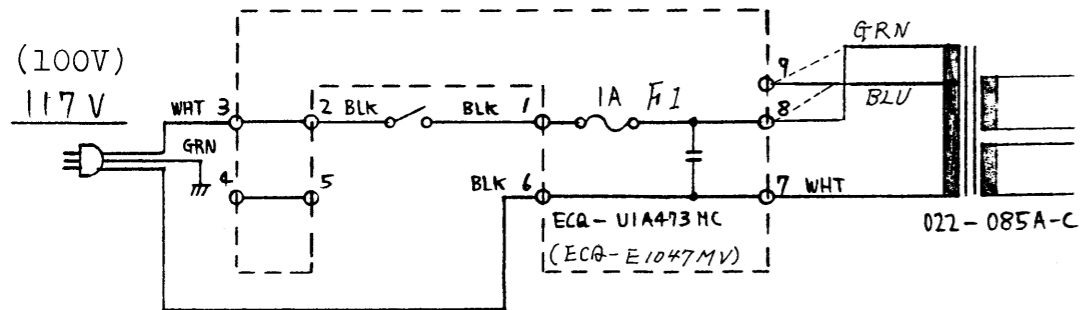 (100V)
117V
WHT 3
GRN
4
5
2 BLK
BLK 1
1A F1
9
8
GRN
BLU
BLK 6
7 WHT
ECQ-U1A473MC
(ECQ-E1047MV)
022-085A-C